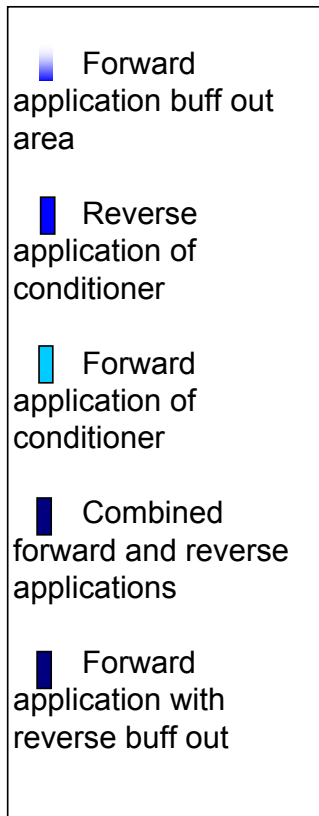 Forward
application buff out
area
Reverse
application of
conditioner
Forward
application of
conditioner
Combined
forward and reverse
applications
Forward
application with
reverse buff out